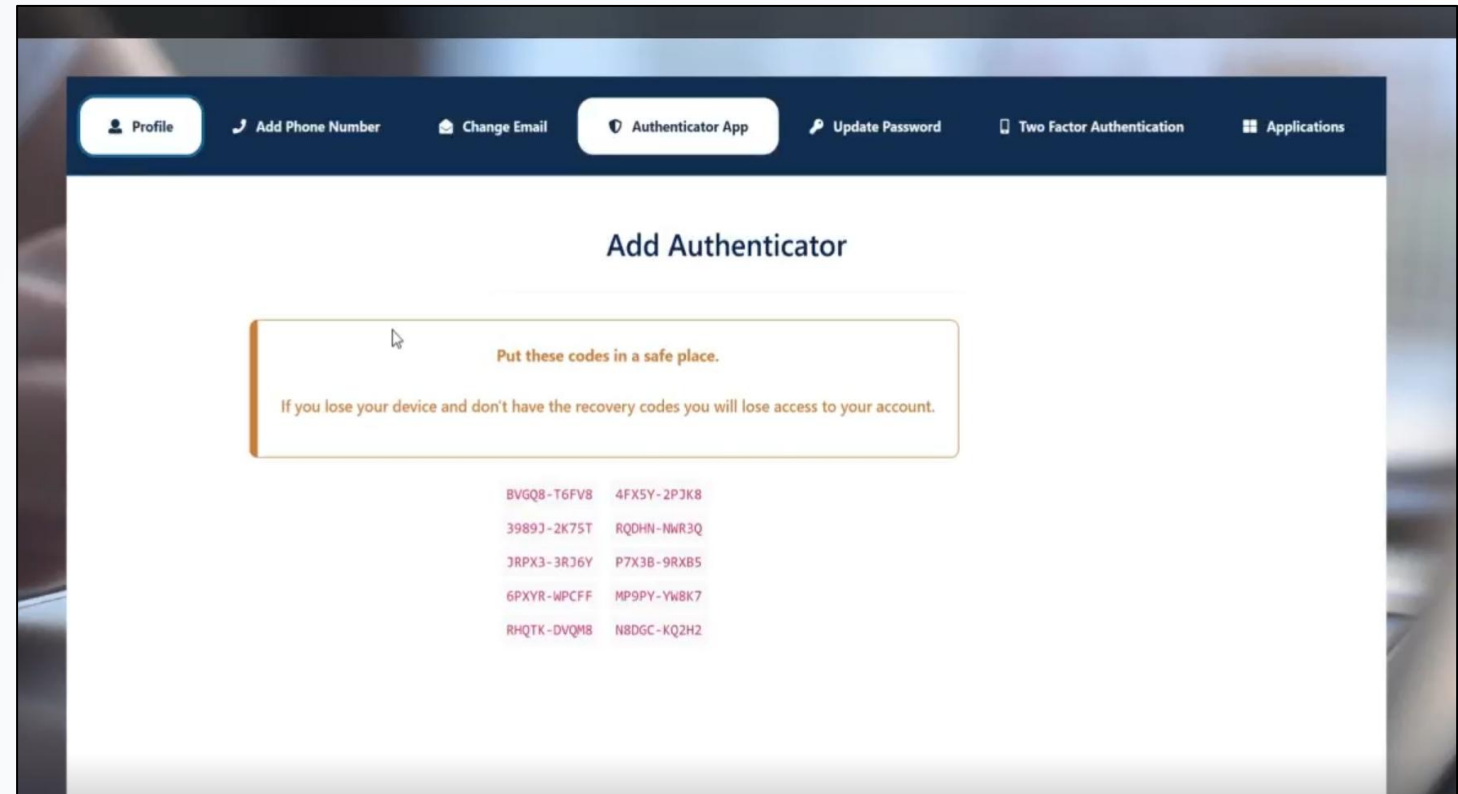 Profile Add Phone Number Change Email Authenticator App Update Password Two Factor Authentication Applications
Add Authenticator
Put these codes in a safe place.
If you lose your device and don't have the recovery codes you will lose access to your account.
BVGQ8-T6FV8 4FX5Y-2PJK8
3989J-2K75T RQDHN-NWR3Q
JRPX3-3RJ6Y P7X3B-9RXB5
6PXYR-WPCFF MP9PY-YW8K7
RHQTK-DVQM8 N8DGC-KQ2H2